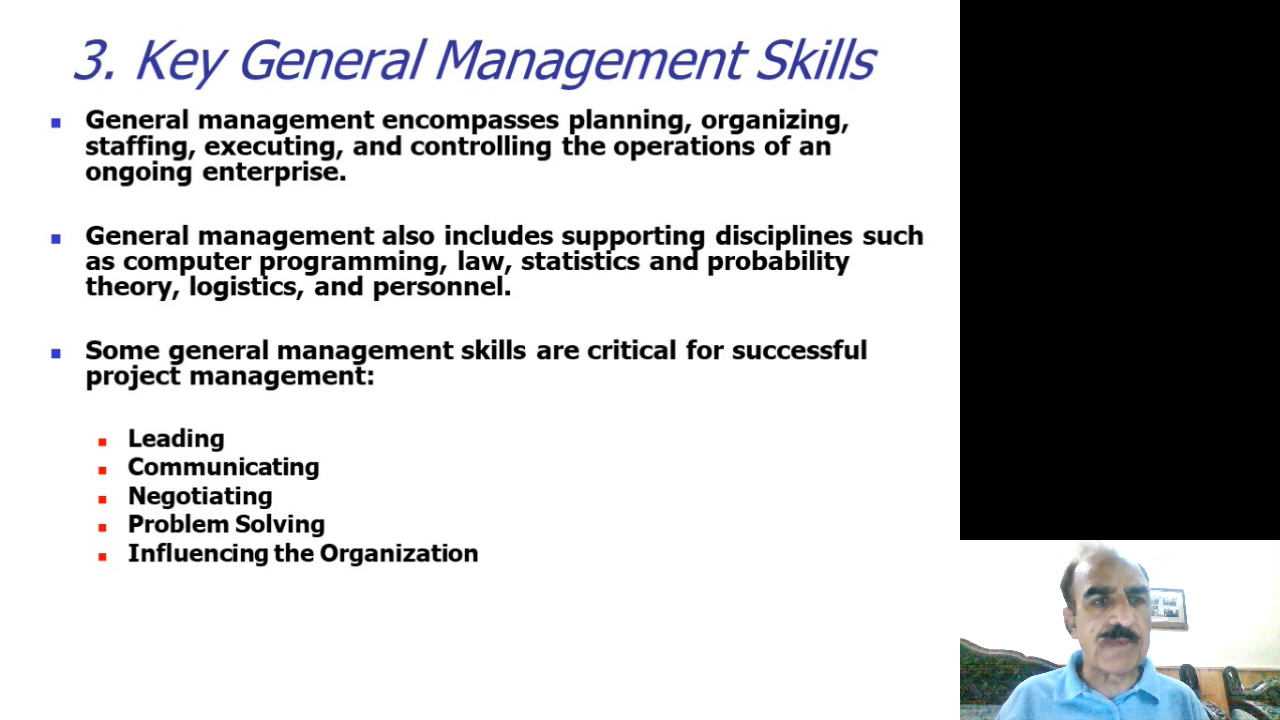 3. Key General Management Skills
General management encompasses planning, organizing,
staffing, executing, and controlling the operations of an
ongoing enterprise.
General management also includes supporting disciplines such
as computer programming, law, statistics and probability
theory, logistics, and personnel.
Some general management skills are critical for successful
project management:
Leading
Communicating
Negotiating
Problem Solving
Influencing the Organization